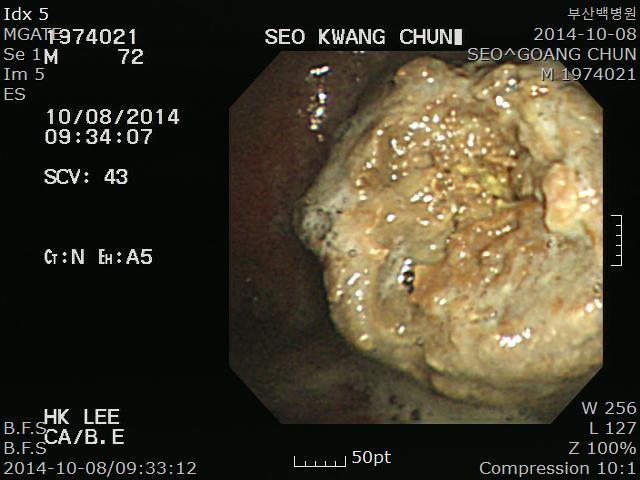 Idx 5
부산백병원
MGATE
1974021
SEO KWANG CHUN
2014-10-08
Se 1
M 72
SEO^GOANG CHUN
Im 5
M 1974021
ES
10/08/2014
09:34:07
SCV: 43
Ct:N Eh:A5
HK LEE
W 256
B.F.S
CA/B.E
L 127
B.F.S
50pt
Z 100%
2014-10-08/09:33:12
Compression 10:1